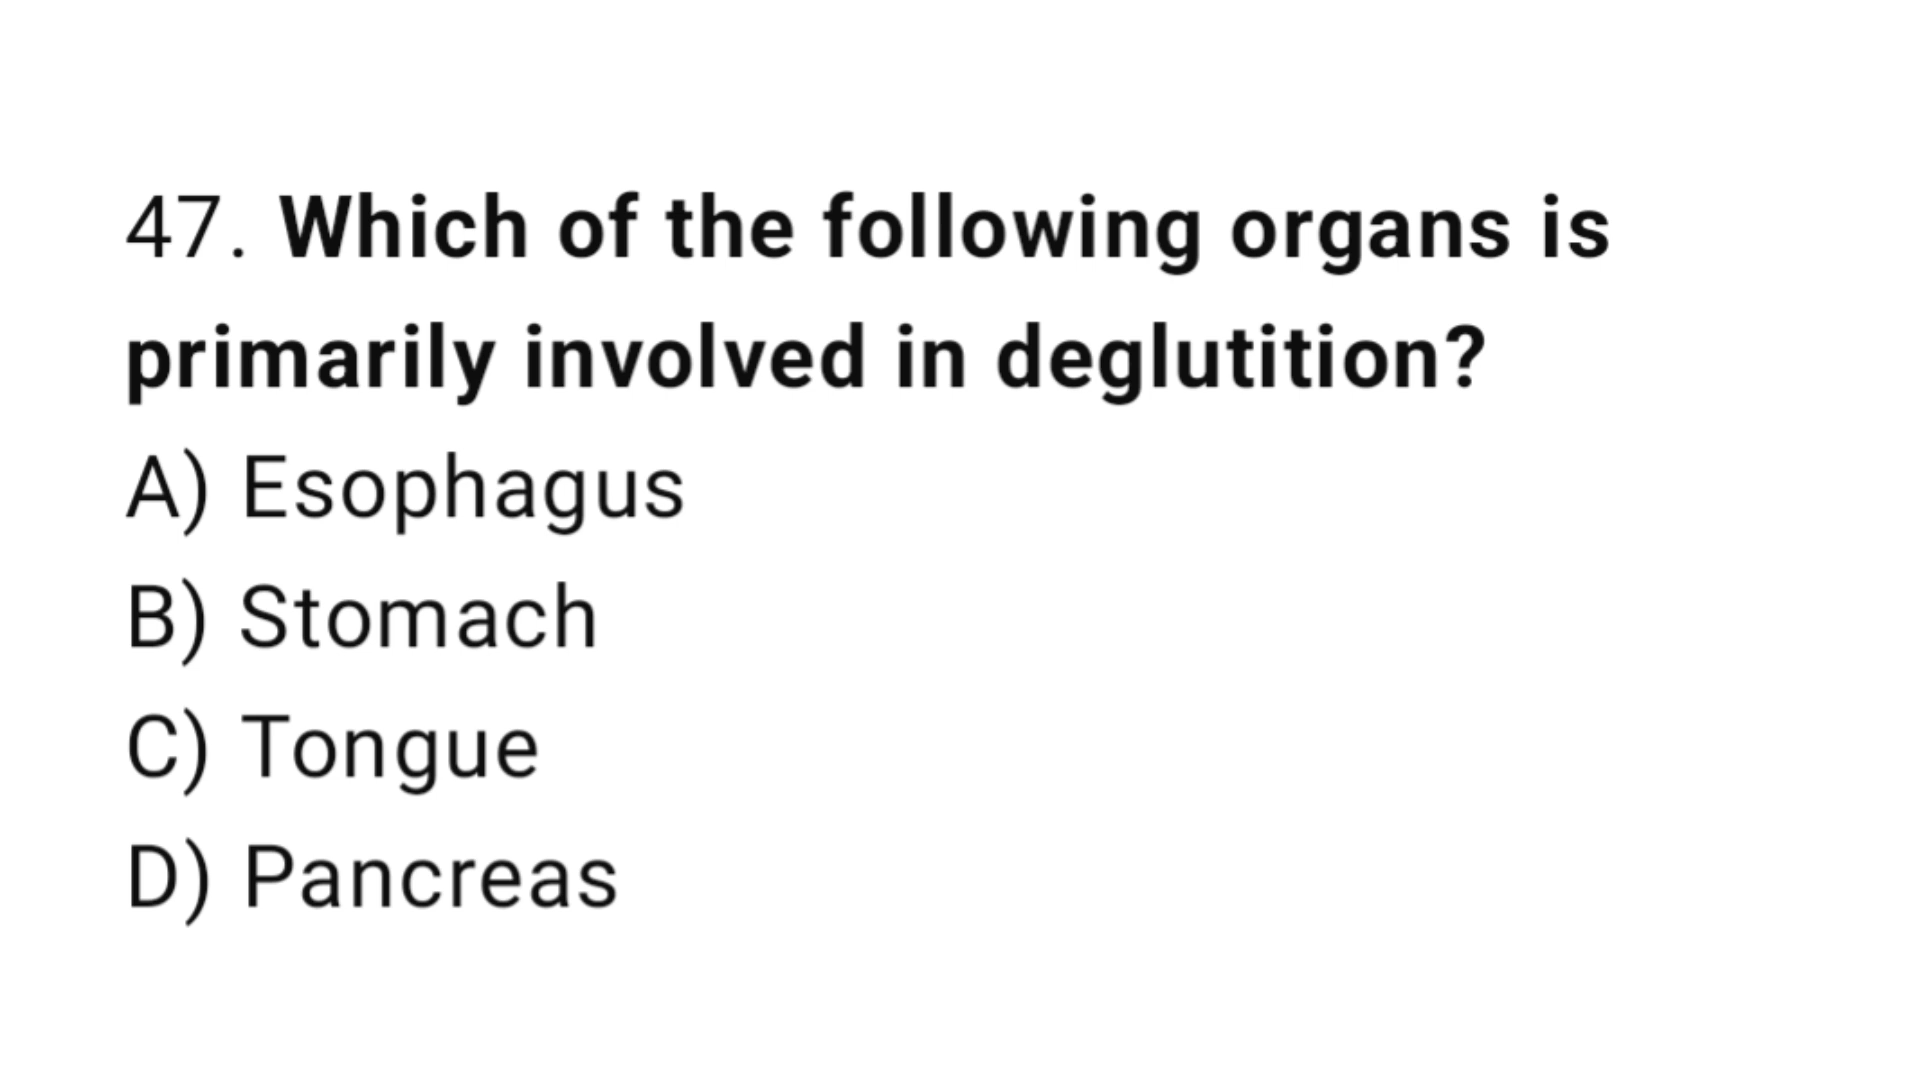 47. Which of the following organs is
primarily involved in deglutition?
A) Esophagus
B) Stomach
C) Tongue
D) Pancreas